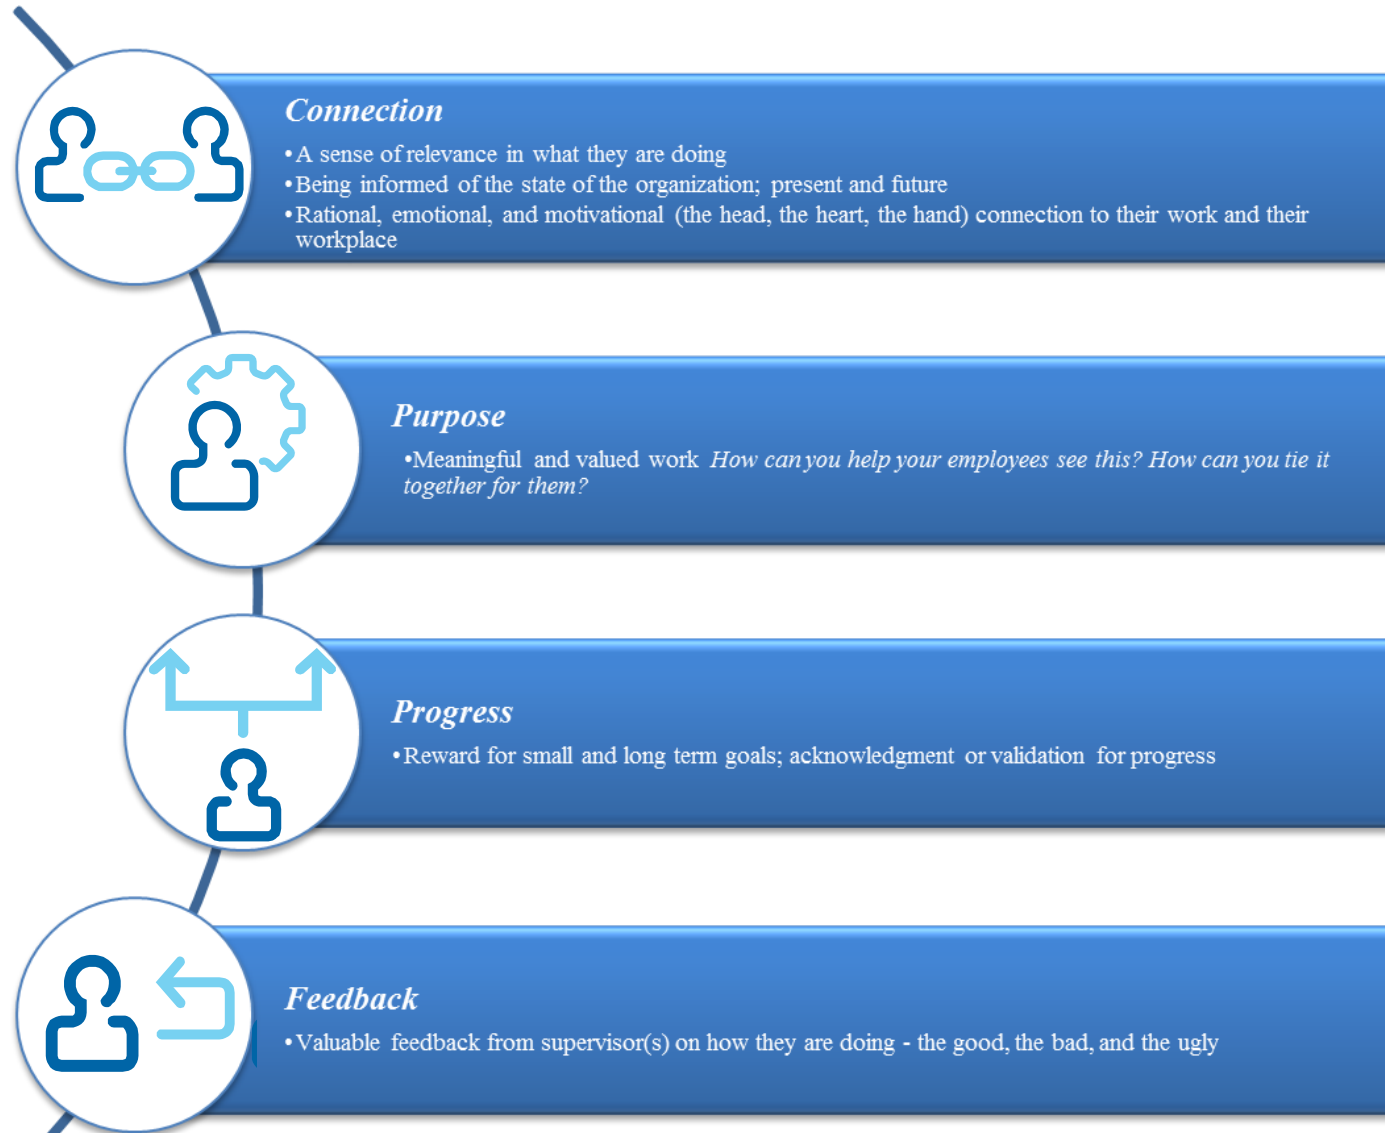 Connection
•A sense of relevance in what they are doing
•Being informed of the state of the organization; present and future
•Rational, emotional, and motivational (the head, the heart, the hand) connection to their work and their
workplace
Purpose
•Meaningful and valued work How can you help your employees see this? How can you tie it
together for them?
Progress
•Reward for small and long term goals; acknowledgment or validation for progress
Feedback
•Valuable feedback from supervisor(s) on how they are doing - the good, the bad, and the ugly